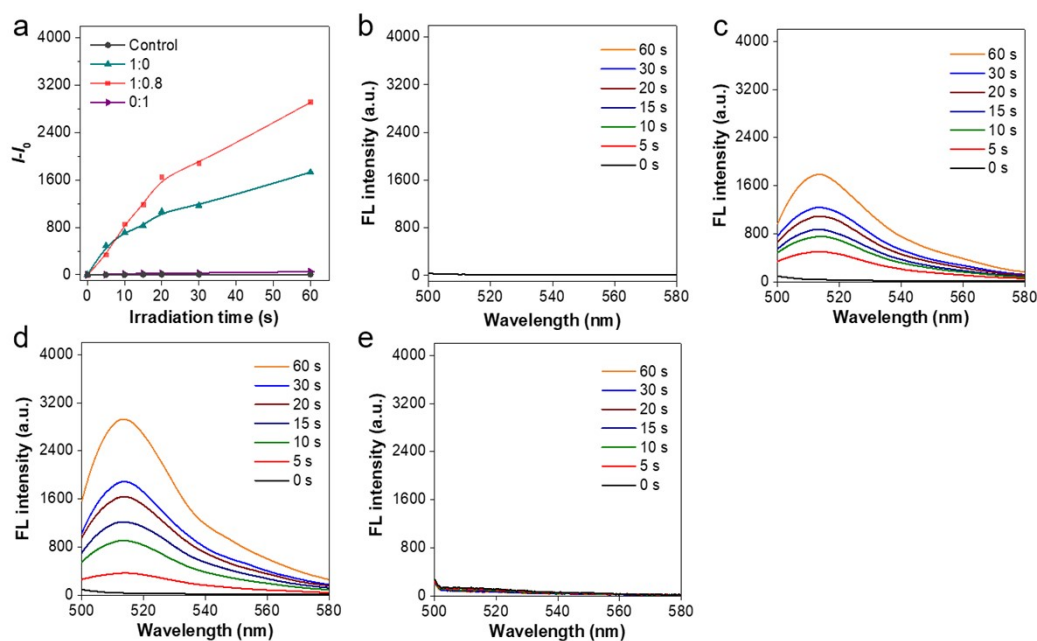 a
4000
3200
2400
1600
800
0
I-I0
Control
1:0
1:0.8
0:1
0 10 20 30 40 50 60
Irradiation time (s)
b
4000
3200
2400
1600
800
0
FL intensity (a.u.)
60 s
30 s
20 s
15 s
10 s
5 s
0 s
500 520 540 560 580
Wavelength (nm)
c
4000
3200
2400
1600
800
0
FL intensity (a.u.)
60 s
30 s
20 s
15 s
10 s
5 s
0 s
500 520 540 560 580
Wavelength (nm)
d
4000
3200
2400
1600
800
0
FL intensity (a.u.)
60 s
30 s
20 s
15 s
10 s
5 s
0 s
500 520 540 560 580
Wavelength (nm)
e
4000
3200
2400
1600
800
0
FL intensity (a.u.)
60 s
30 s
20 s
15 s
10 s
5 s
0 s
500 520 540 560 580
Wavelength (nm)